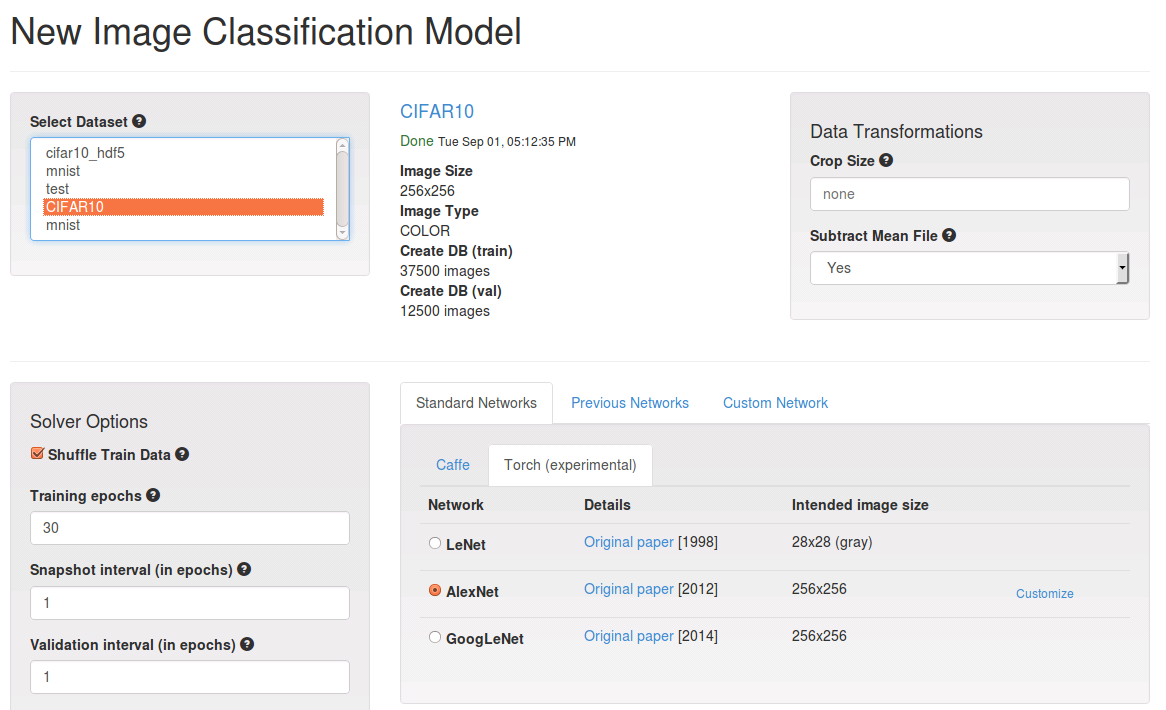 New Image Classification Model
Select Dataset
cifar10_hdf5
mnist
test
CIFAR10
mnist
CIFAR10
Done Tue Sep 01, 05:12:35 PM
Image Size
256x256
Image Type
COLOR
Create DB (train)
37500 images
Create DB (val)
12500 images
Data Transformations
Crop Size
none
Subtract Mean File
Yes
Solver Options
Shuffle Train Data
Training epochs
30
Snapshot interval (in epochs)
1
Validation interval (in epochs)
1
Standard Networks Previous Networks Custom Network
Caffe Torch (experimental)
Network Details Intended image size
LeNet Original paper [1998] 28x28 (gray)
AlexNet Original paper [2012] 256x256 Customize
GoogLeNet Original paper [2014] 256x256